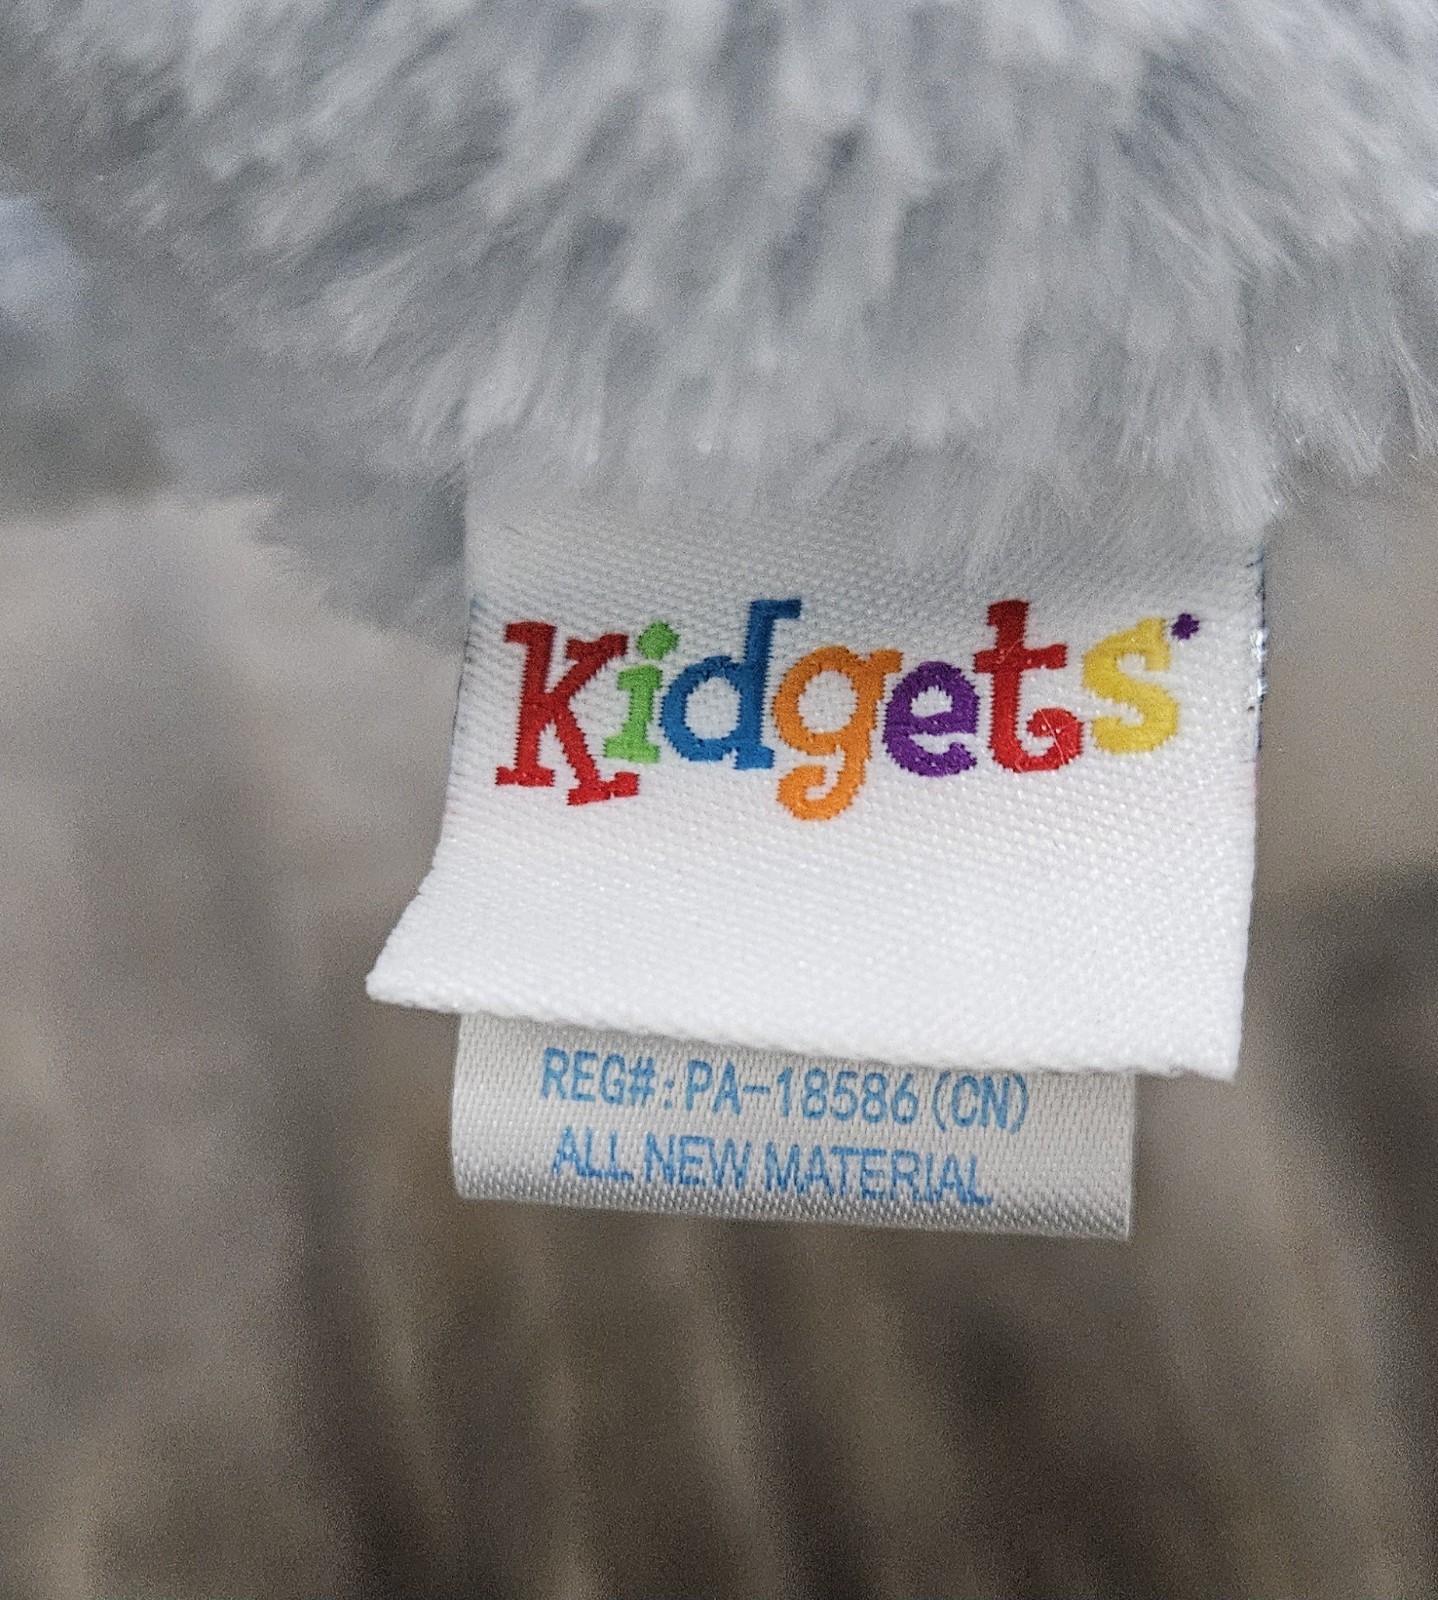 Kidgets
REG#: PA-18586 (CN)
ALL NEW MATERIAL